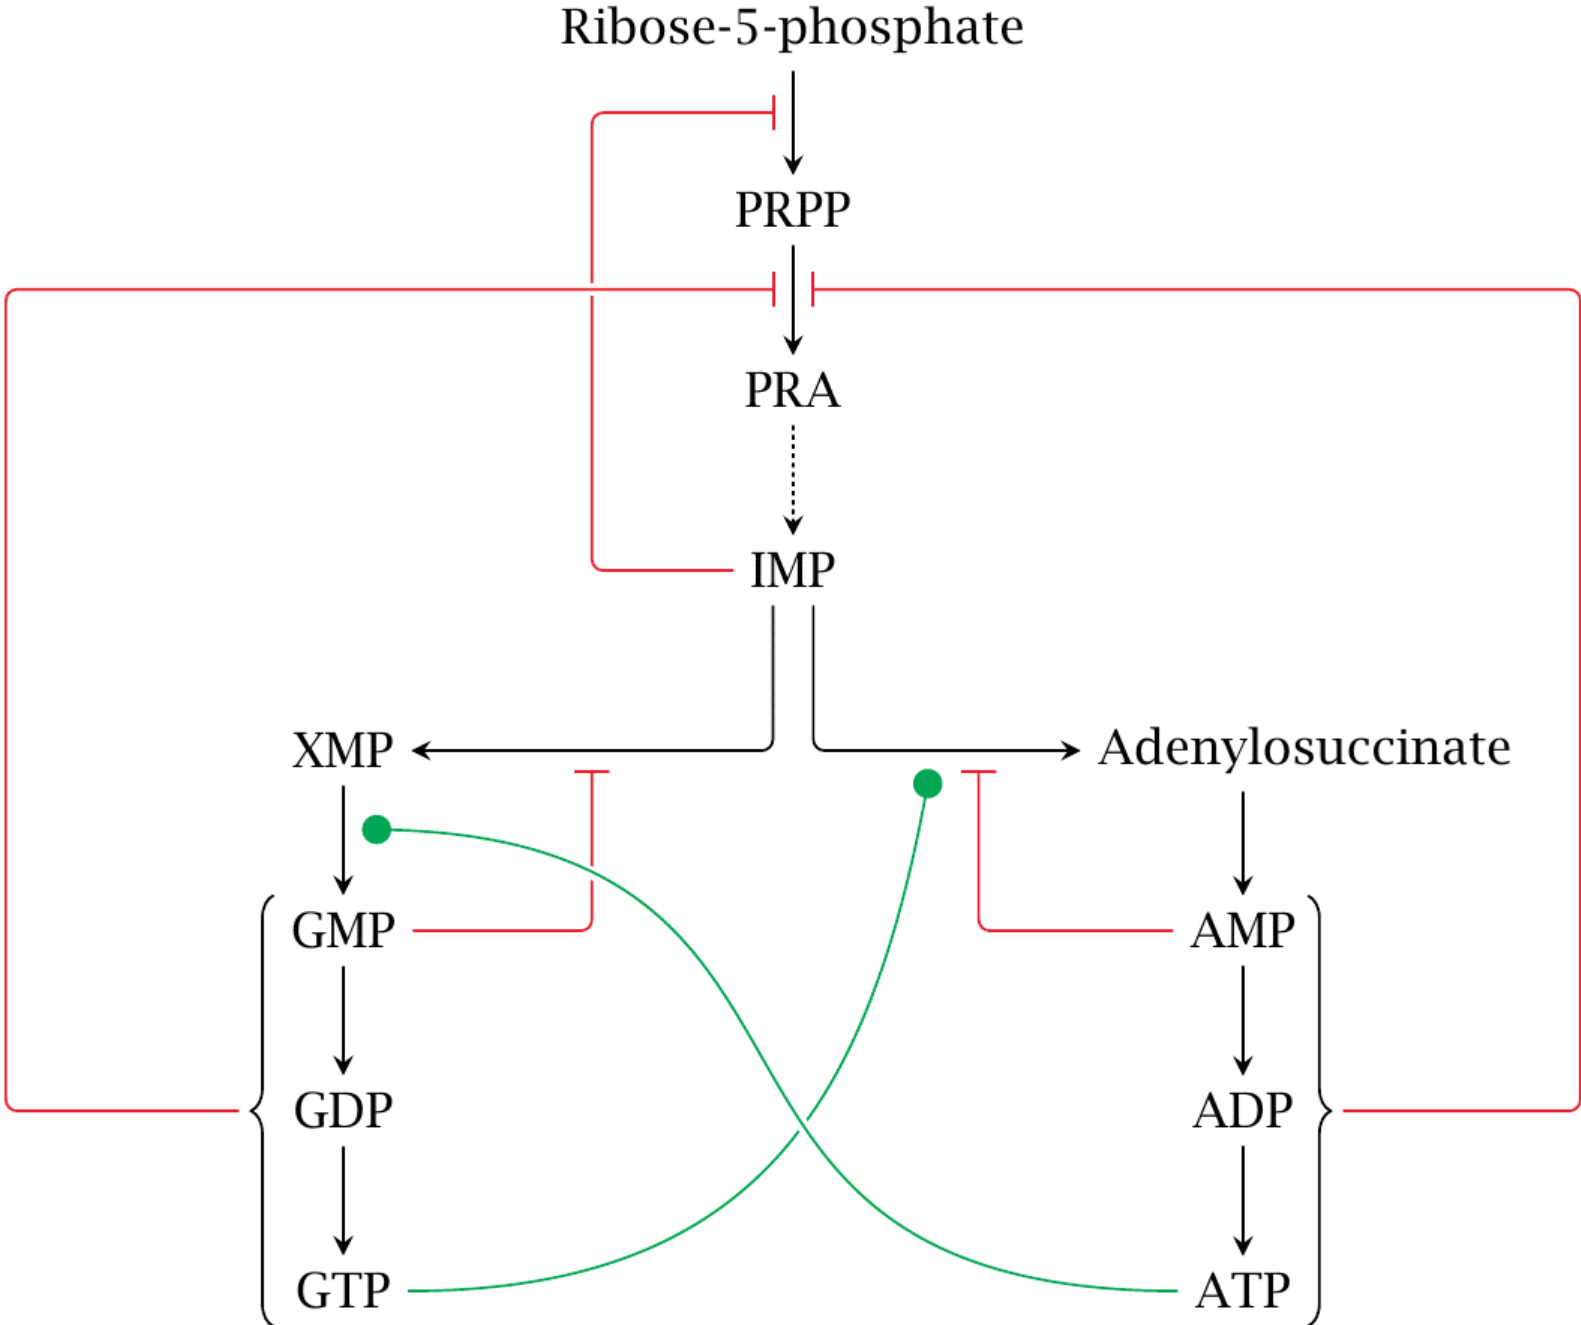 Ribose-5-phosphate
PRPP
PRA
IMP
XMP
Adenylosuccinate
GMP
AMP
GDP
ADP
GTP
ATP